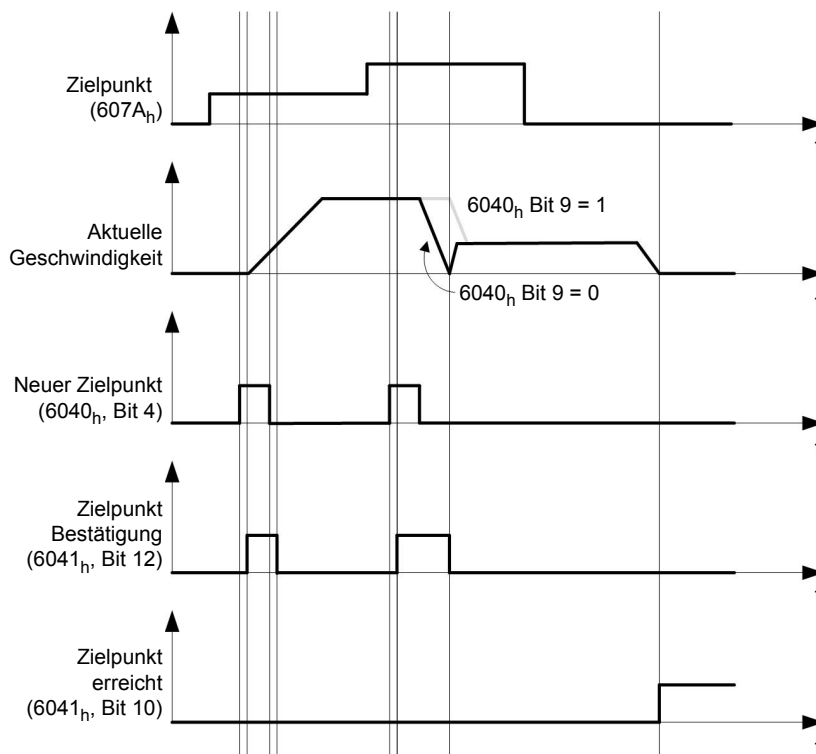 Zielpunkt
(607Ah)
Aktuelle
Geschwindigkeit
6040h Bit 9 = 1
6040h Bit 9 = 0
Neuer Zielpunkt
(6040h, Bit 4)
Zielpunkt
Bestätigung
(6041h, Bit 12)
Zielpunkt
erreicht
(6041h, Bit 10)